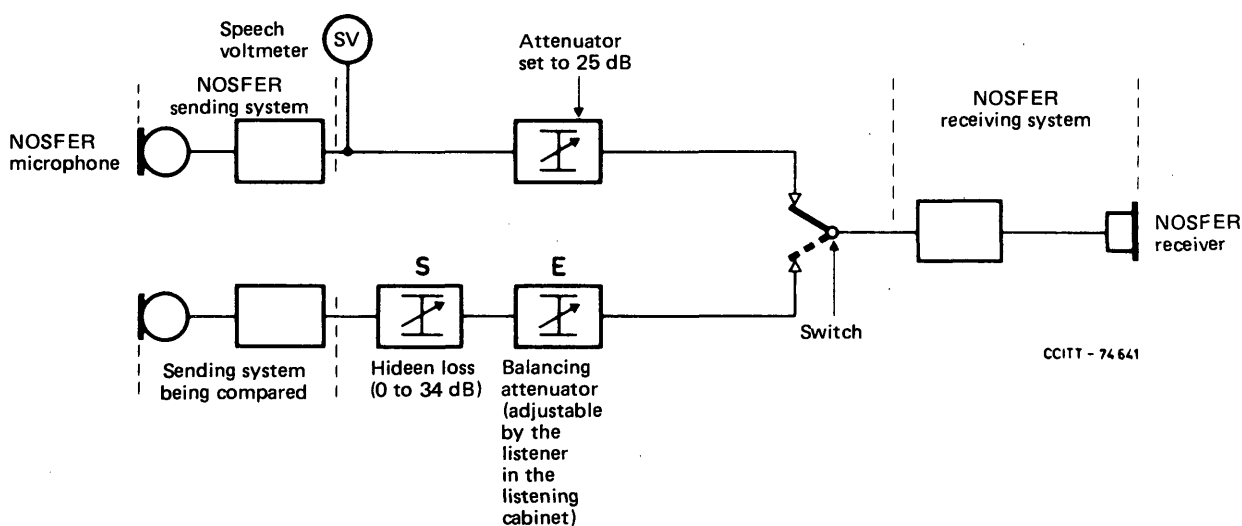 Speech
voltmeter
SV
Attenuator
set to 25 dB
NOSFER
sending system
NOSFER
receiving system
NOSFER
microphone
NOSFER
receiver
S
E
Switch
CCITT - 74641
Sending system
being compared
Hideen loss
(0 to 34 dB)
Balancing
attenuator
(adjustable
by the
listener
in the
listening
cabinet)